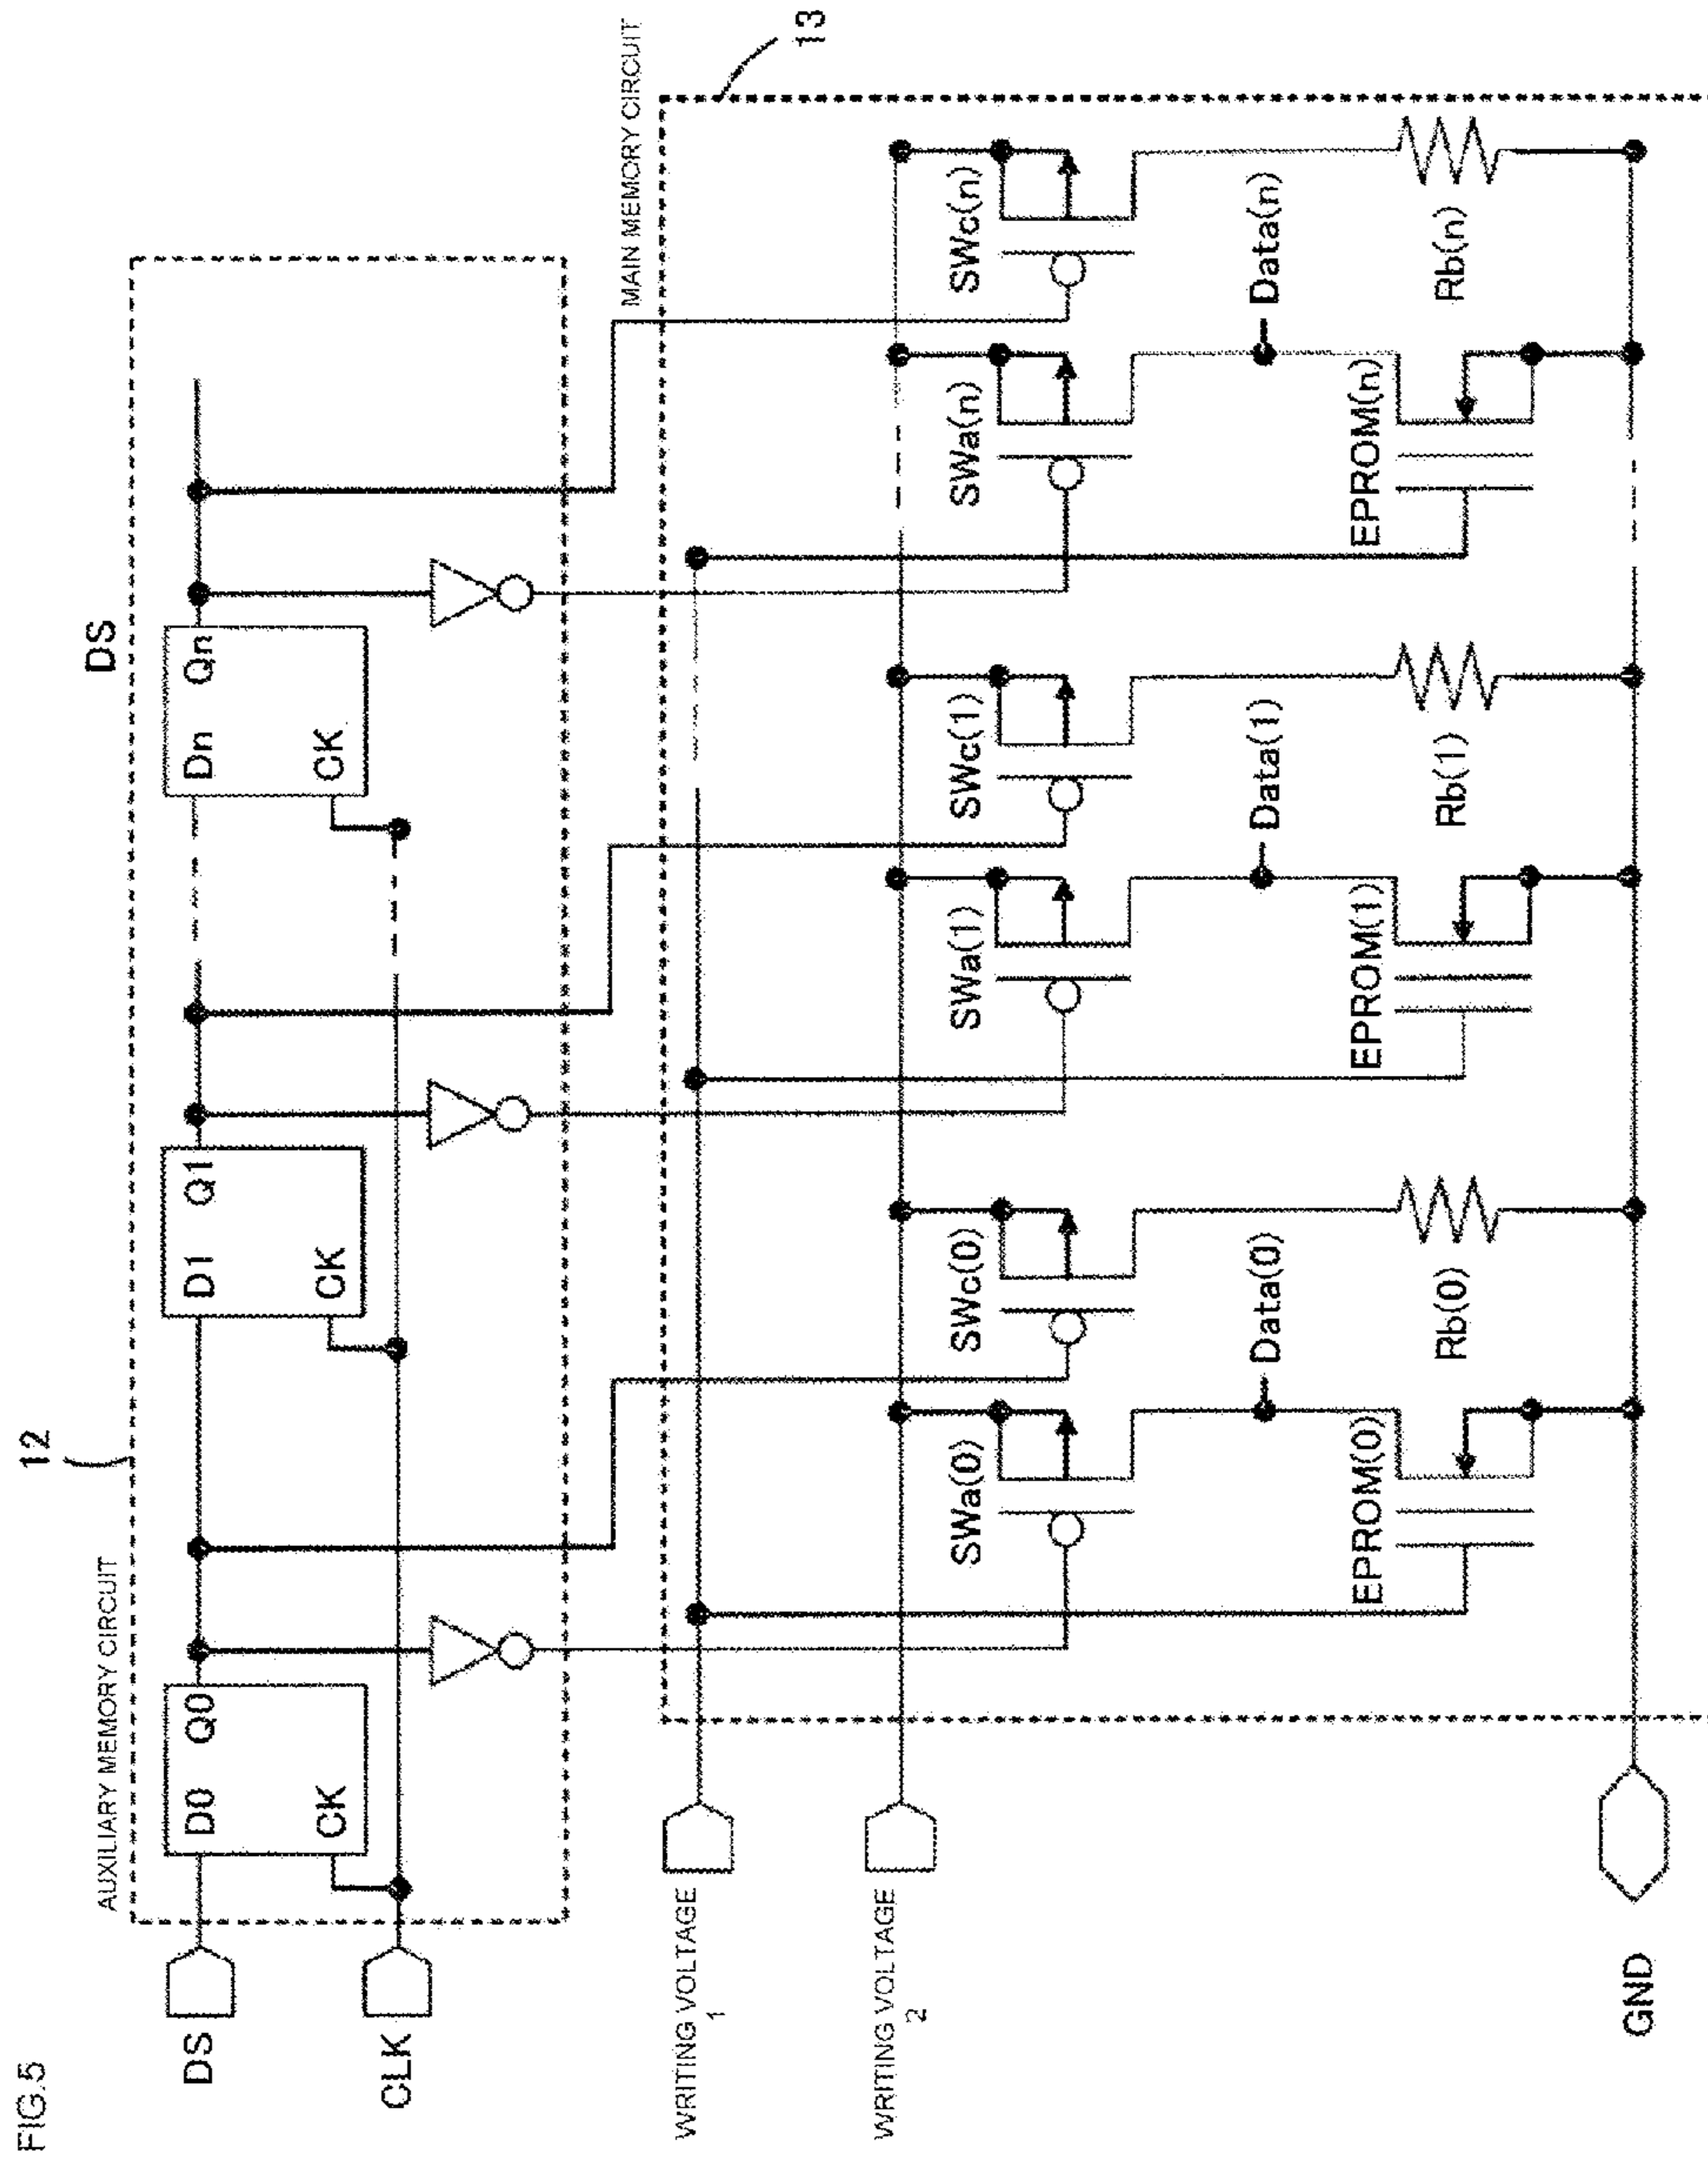 FIG.5
12
AUXILIARY MEMORY CIRCUIT
DS
DS
D0 Q0
D1 Q1
Dn Qn
CK
CK
CK
CLK
MAIN MEMORY CIRCUIT
13
WRITING VOLTAGE
1
WRITING VOLTAGE
2
SWa(0)
SWc(0)
SWa(1)
SWc(1)
SWa(n)
SWc(n)
Data(0)
Data(1)
Data(n)
EPROM(0)
Rb(0)
EPROM(1)
Rb(1)
EPROM(n)
Rb(n)
GND